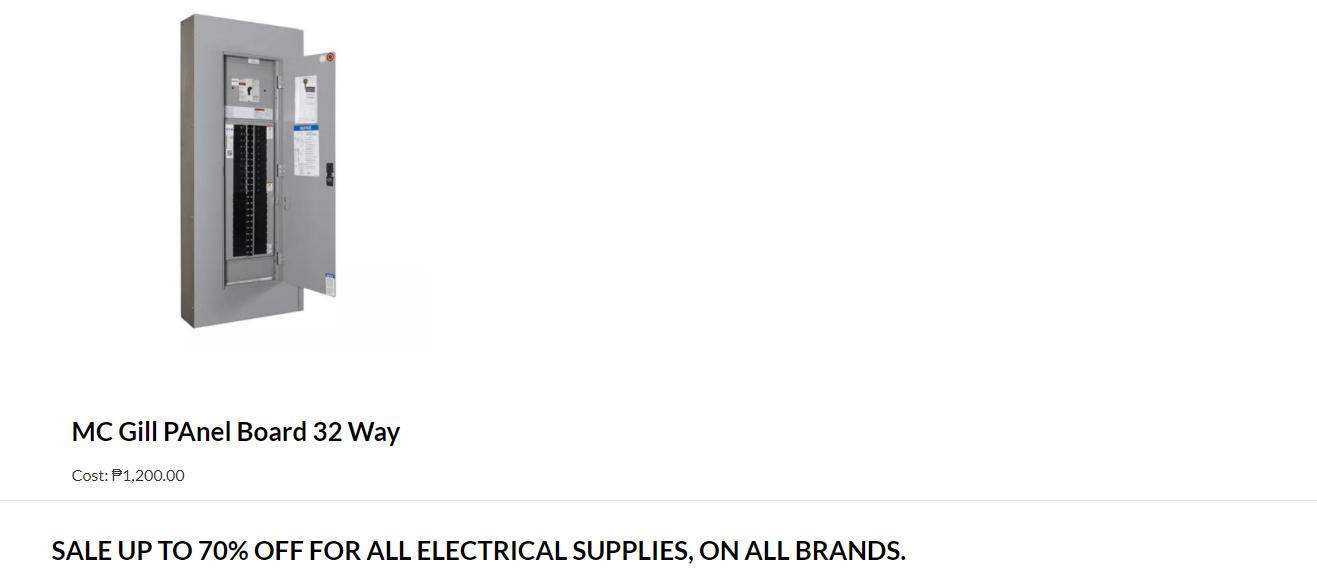 MC Gill PAnel Board 32 Way
Cost: ₱1,200.00
SALE UP TO 70% OFF FOR ALL ELECTRICAL SUPPLIES, ON ALL BRANDS.